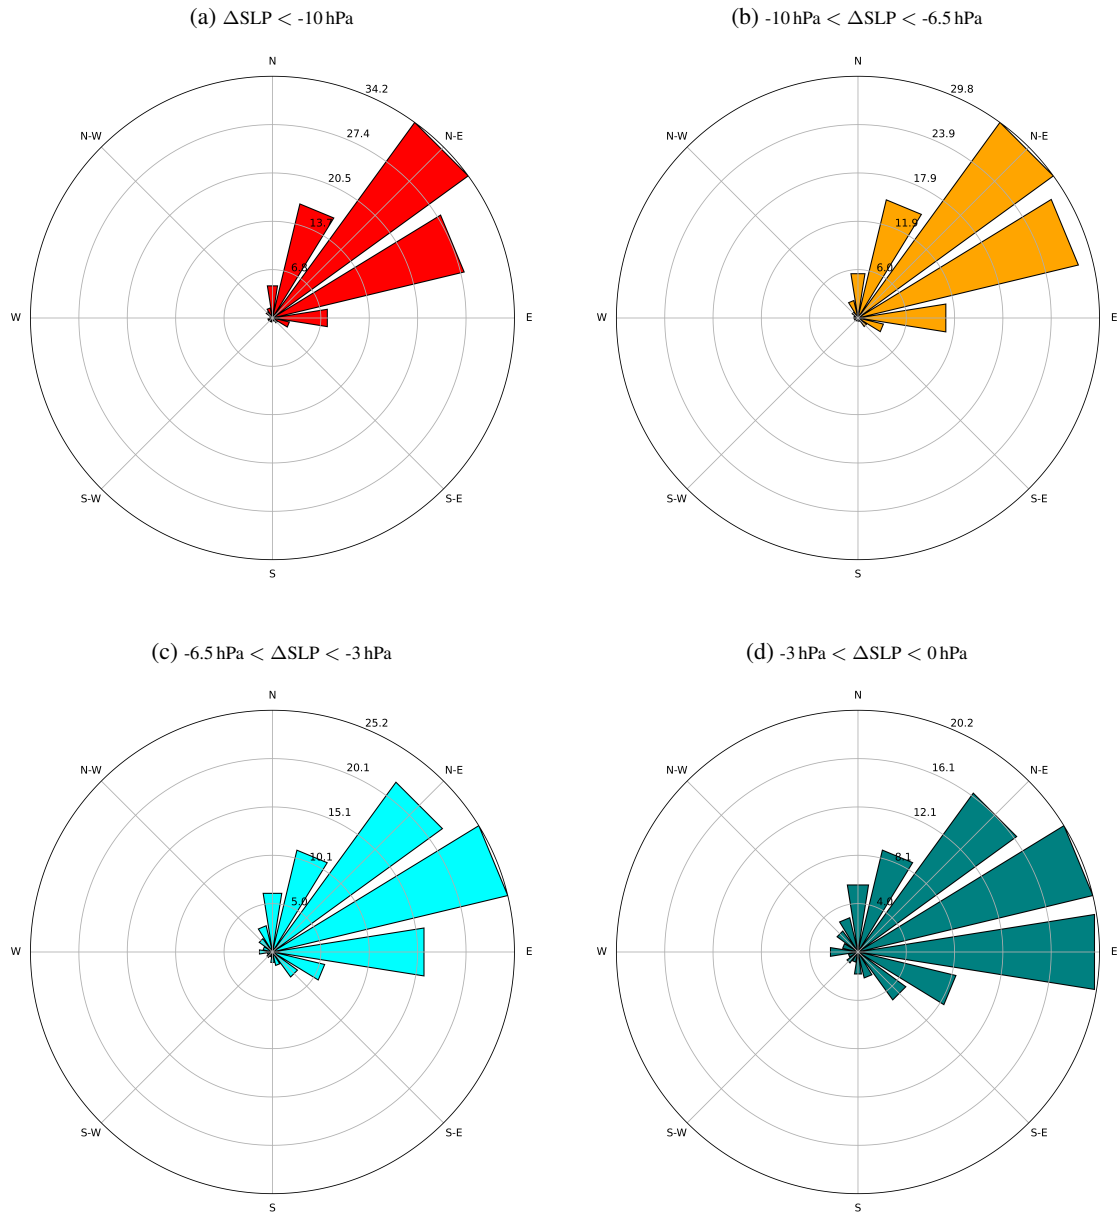 (a) ΔSLP < -10 hPa
(b) -10 hPa < ΔSLP < -6.5 hPa
N
34.2
N-W
27.4
N-E
20.5
13.7
6.8
W
E
S-W
S-E
S
N
29.8
N-W
23.9
N-E
17.9
11.9
6.0
W
E
S-W
S-E
S
(c) -6.5 hPa < ΔSLP < -3 hPa
(d) -3 hPa < ΔSLP < 0 hPa
N
25.2
N-W
20.1
N-E
15.1
10.1
5.0
W
E
S-W
S-E
S
N
20.2
N-W
16.1
N-E
12.1
8.1
4.0
W
E
S-W
S-E
S